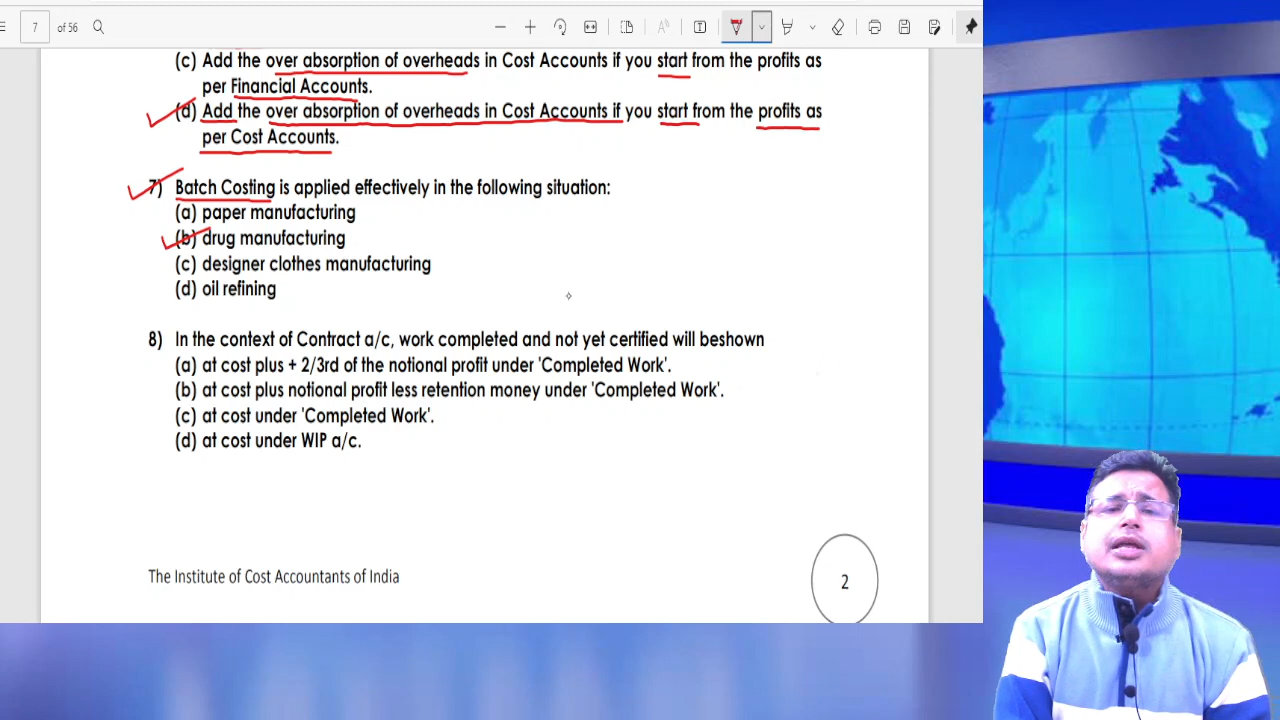 7
of 56
(c) Add the over absorption of overheads in Cost Accounts if you start from the profits as
per Financial Accounts.
(d) Add the over absorption of overheads in Cost Accounts if you start from the profits as
per Cost Accounts.
7) Batch Costing is applied effectively in the following situation:
(a) paper manufacturing
(b) drug manufacturing
(c) designer clothes manufacturing
(d) oil refining
8) In the context of Contract a/c, work completed and not yet certified will beshown
(a) at cost plus + 2/3rd of the notional profit under 'Completed Work'.
(b) at cost plus notional profit less retention money under 'Completed Work'.
(c) at cost under 'Completed Work'.
(d) at cost under WIP a/c.
The Institute of Cost Accountants of India
2